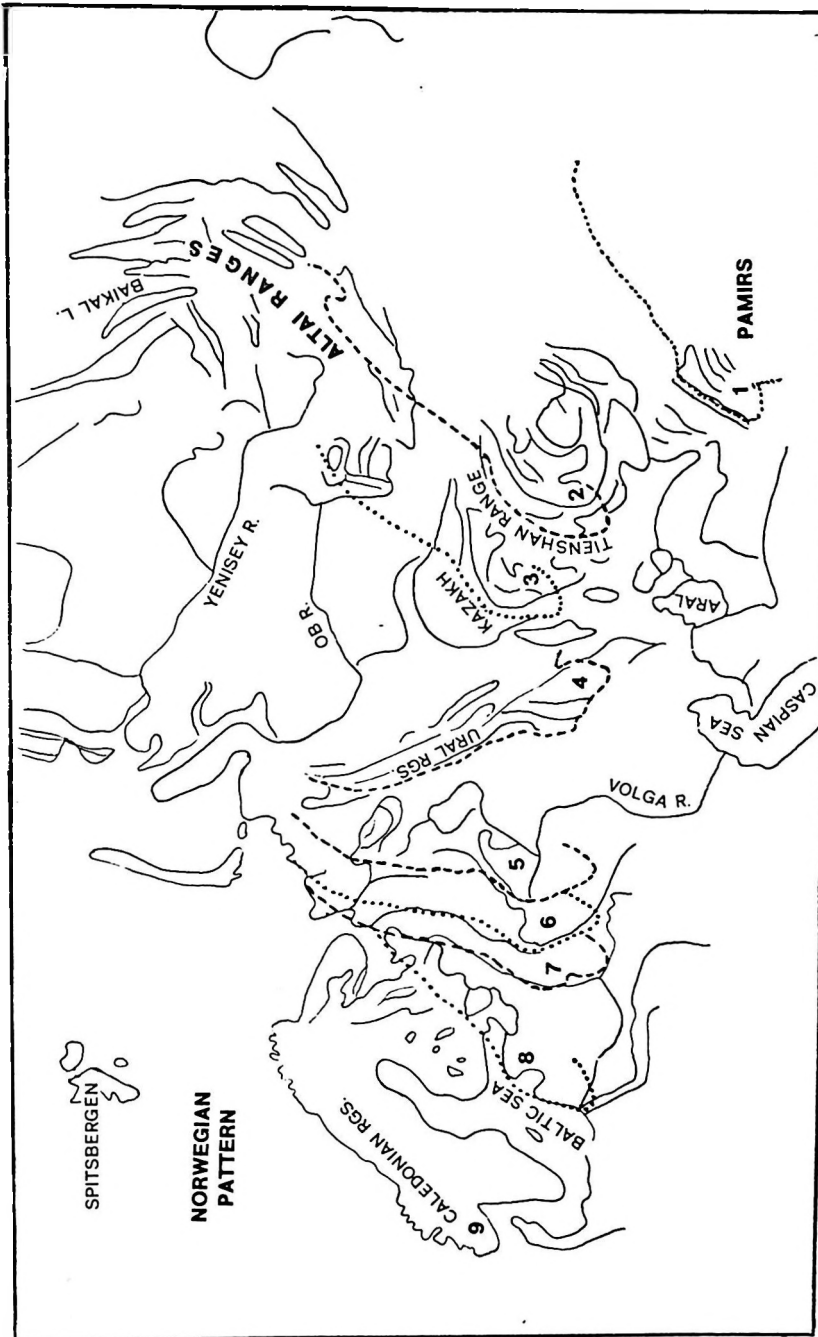 SPITSBERGEN
NORWEGIAN
PATTERN
BAIKAL L.
ALTAI RANGES
YENISEY R.
OB R.
KAZAKH
TIENSHAN RANGE
PAMIRS
URAL RGS.
ARAL
CASPIAN
SEA
VOLGA R.
BALTIC SEA
CALEDONIAN RGS.
1
2
3
4
5
6
7
8
9